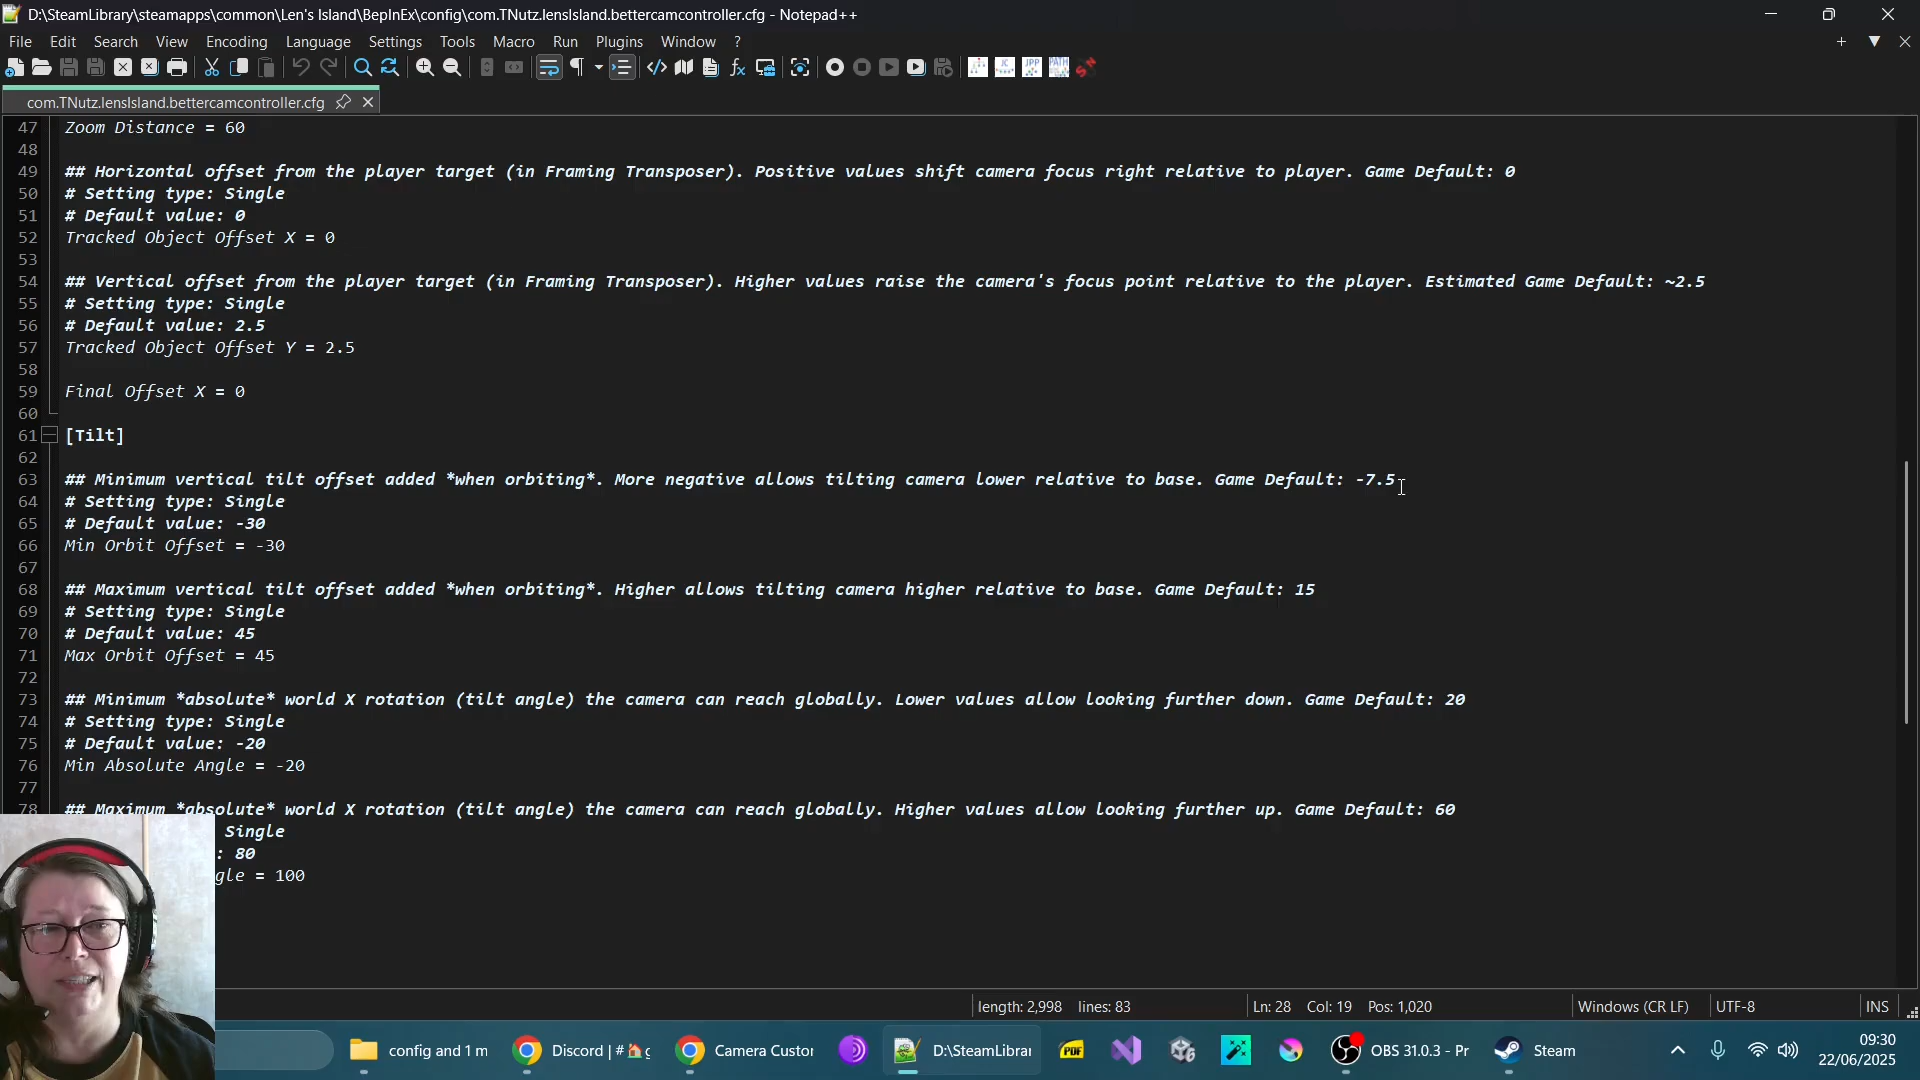 D:\SteamLibrary\steamapps\common\Len's Island\BepInEx\config\com.TNutz.lensIsland.bettercamcontroller.cfg - Notepad++
File Edit Search View Encoding Language Settings Tools Macro Run Plugins Window ?
com.TNutz.lensIsland.bettercamcontroller.cfg
47 Zoom Distance = 60
48
49 ## Horizontal offset from the player target (in Framing Transposer). Positive values shift camera focus right relative to player. Game Default: 0
50 # Setting type: Single
51 # Default value: 0
52 Tracked Object Offset X = 0
53
54 ## Vertical offset from the player target (in Framing Transposer). Higher values raise the camera's focus point relative to the player. Estimated Game Default: ~2.5
55 # Setting type: Single
56 # Default value: 2.5
57 Tracked Object Offset Y = 2.5
58
59 Final Offset X = 0
60
61 [Tilt]
62
63 ## Minimum vertical tilt offset added *when orbiting*. More negative allows tilting camera lower relative to base. Game Default: -7.5
64 # Setting type: Single
65 # Default value: -30
66 Min Orbit Offset = -30
67
68 ## Maximum vertical tilt offset added *when orbiting*. Higher allows tilting camera higher relative to base. Game Default: 15
69 # Setting type: Single
70 # Default value: 45
71 Max Orbit Offset = 45
72
73 ## Minimum *absolute* world X rotation (tilt angle) the camera can reach globally. Lower values allow looking further down. Game Default: 20
74 # Setting type: Single
75 # Default value: -20
76 Min Absolute Angle = -20
77
78 ## Maximum *absolute* world X rotation (tilt angle) the camera can reach globally. Higher values allow looking further up. Game Default: 60
Single
: 80
gle = 100
length: 2,998 lines: 83 Ln: 28 Col: 19 Pos: 1,020 Windows (CR LF) UTF-8 INS
config and 1 m Discord | # D:\SteamLibrar Camera Custor OBS 31.0.3 - Pr Steam
09:30
22/06/2025